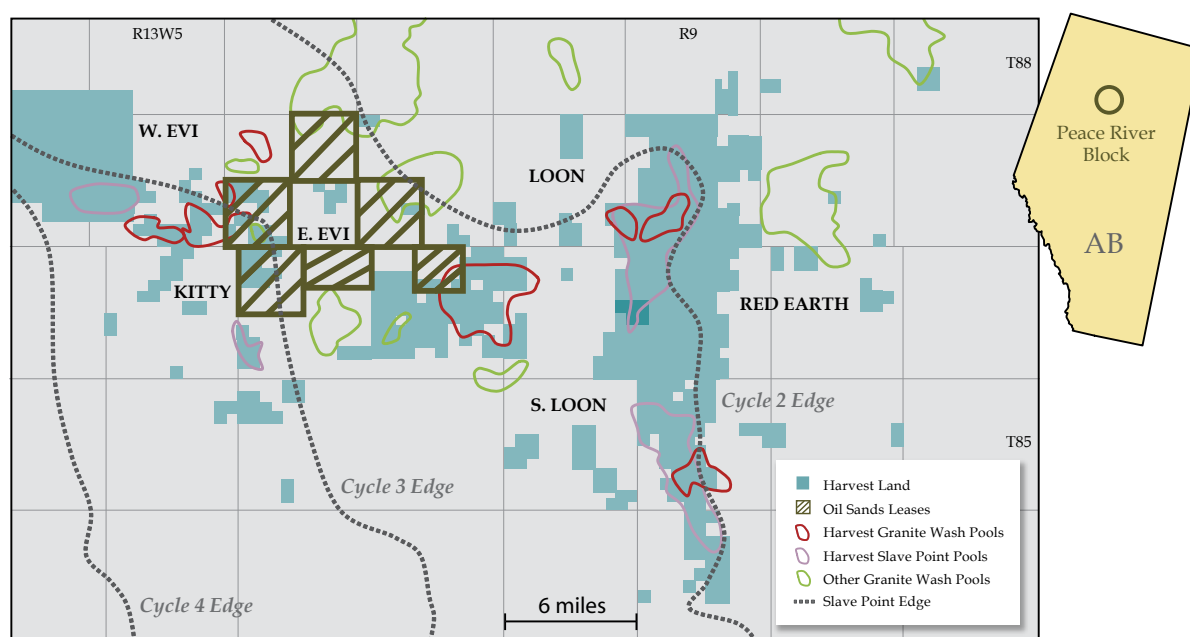 R13W5
R9
T88
W. EVI
LOON
E. EVI
KITTY
RED EARTH
S. LOON
Cycle 2 Edge
T85
Cycle 3 Edge
Cycle 4 Edge
6 miles
Harvest Land
Oil Sands Leases
Harvest Granite Wash Pools
Harvest Slave Point Pools
Other Granite Wash Pools
Slave Point Edge
Peace River
Block
AB